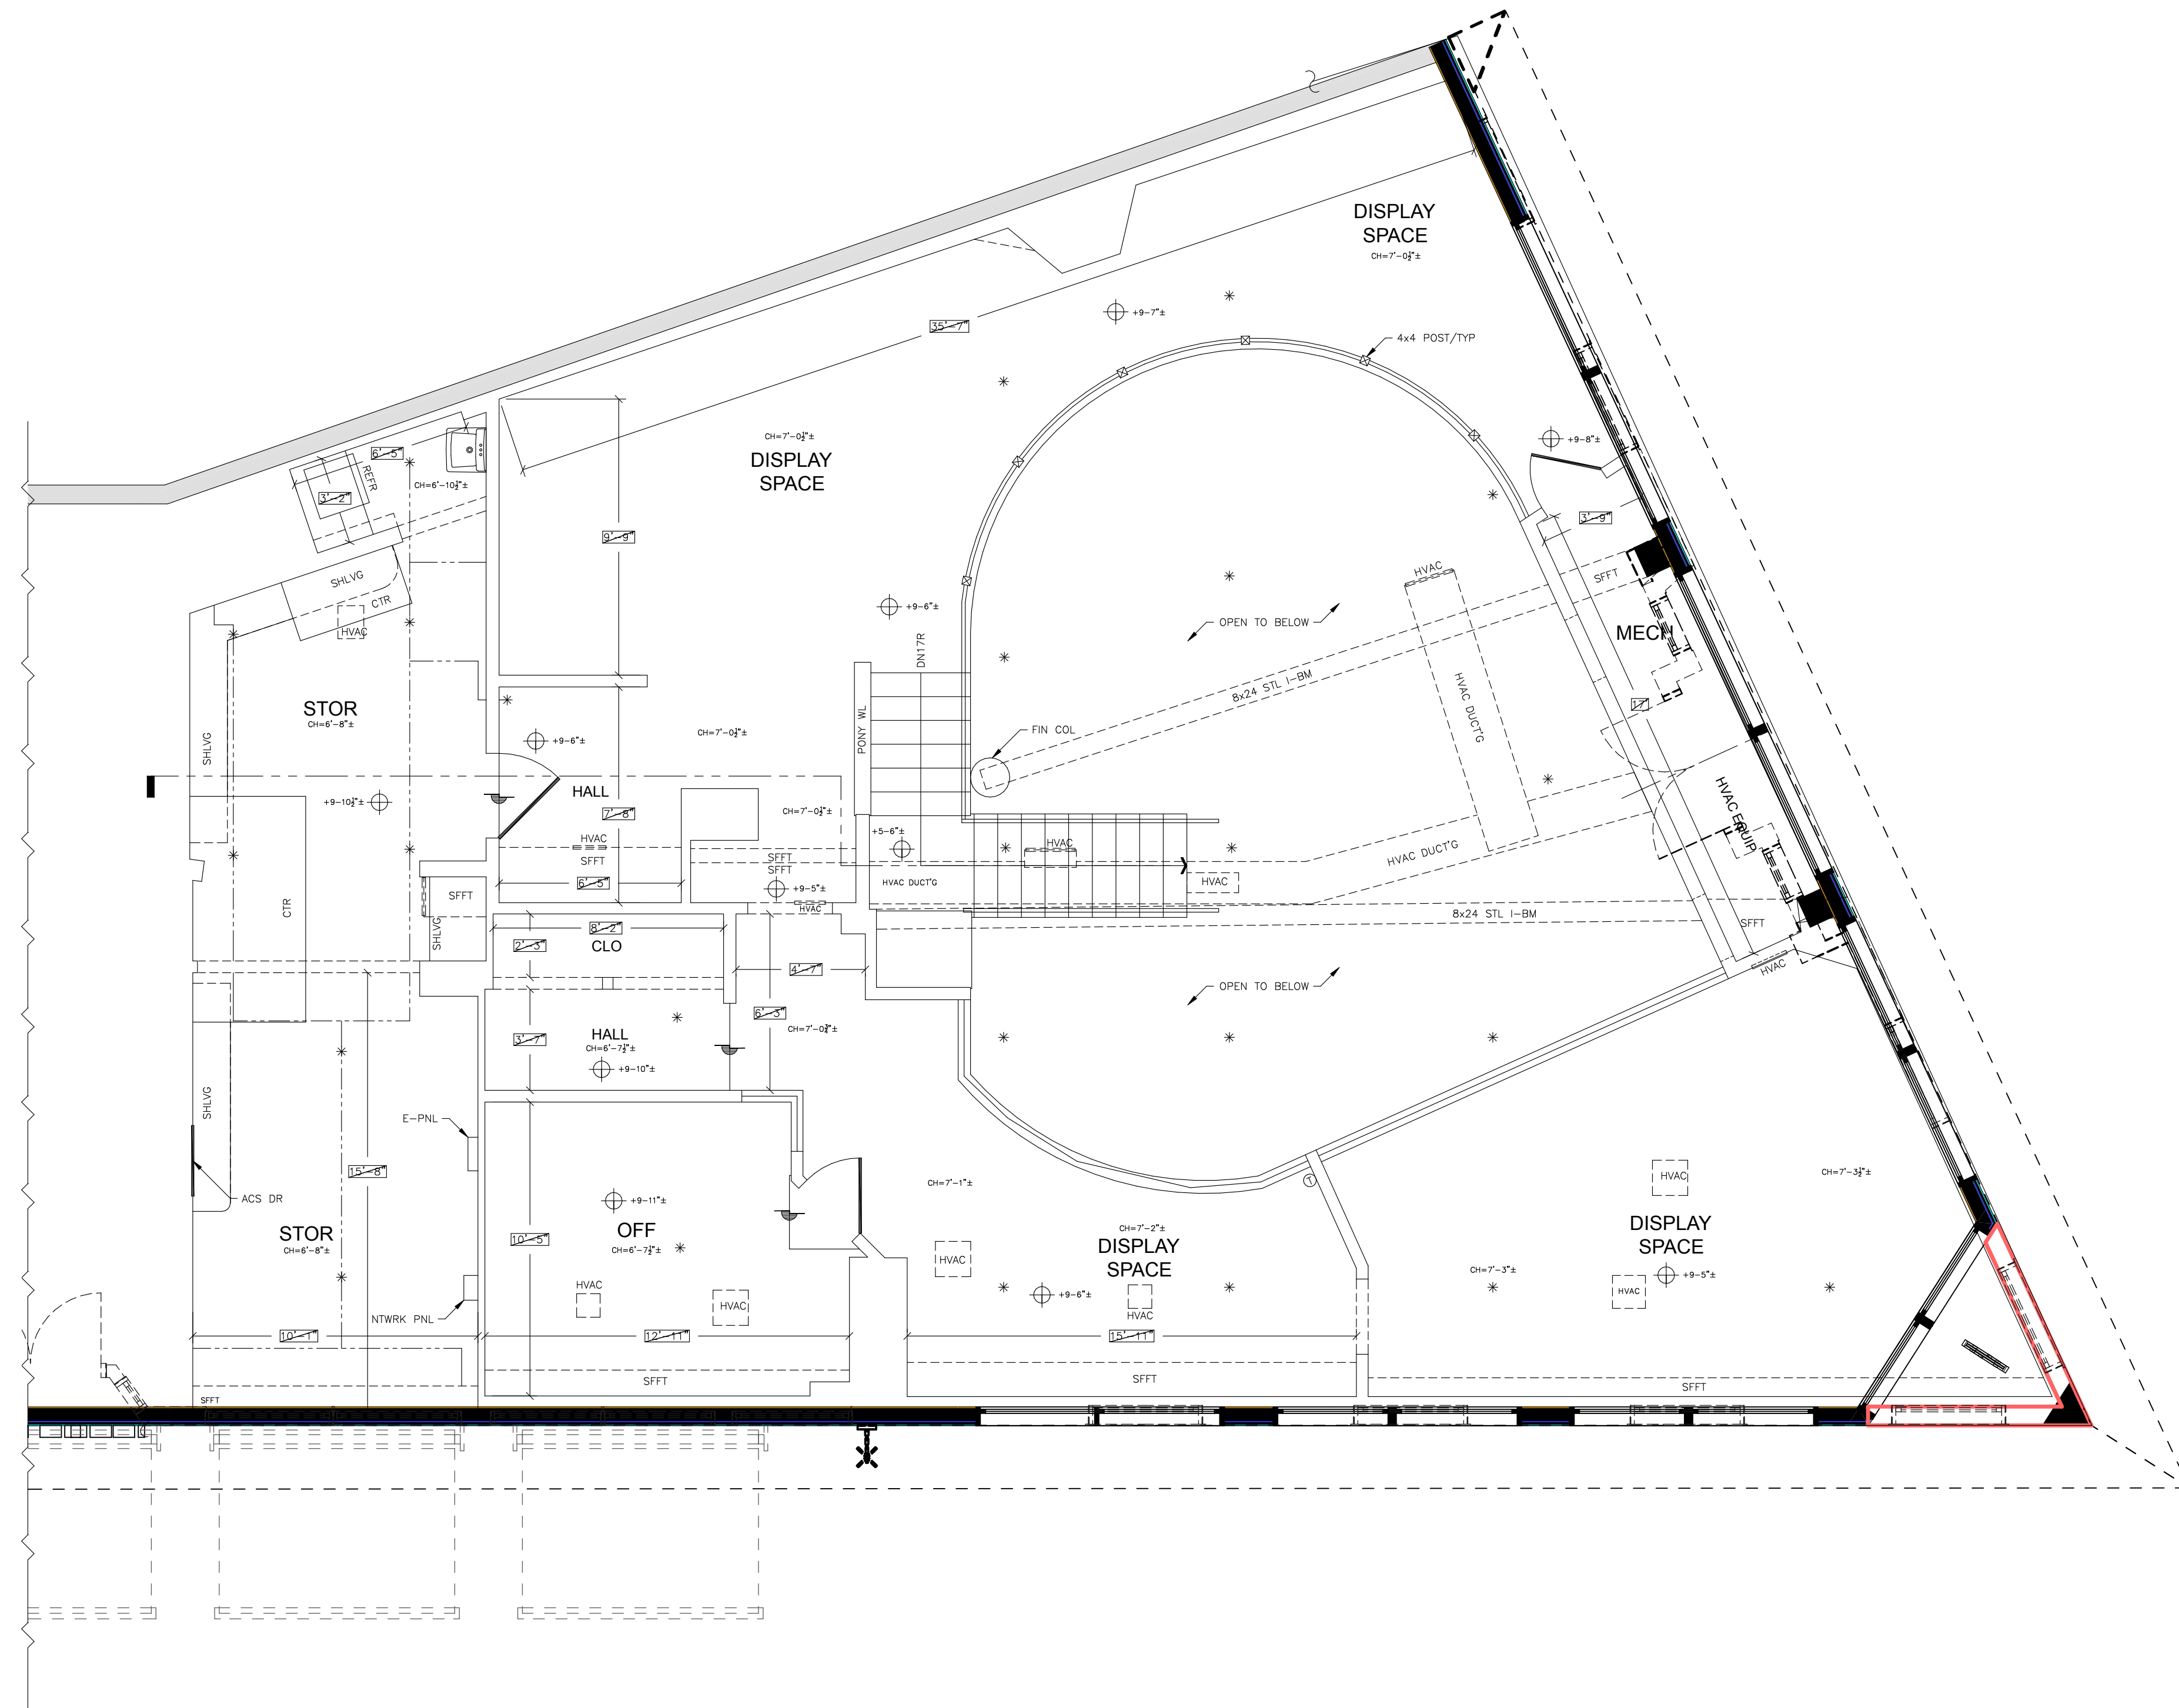 DISPLAY
SPACE
CH=7'-0½"±
+9-7"±
35'-7"
4x4 POST/TYP
CH=7'-0½"±
DISPLAY
SPACE
+9-8"±
6'-5"
REFR
3'-2"
CH=6'-10½"±
9'-9"
3'-9"
SHLVG
CTR
HVAC
HVAC
SFFT
+9-6"±
DN17R
OPEN TO BELOW
MECH
8x24 STL I-BM
HVAC DUCT'G
17'
STOR
CH=6'-8"±
SHLVG
CH=7'-0½"±
PONY WL
FIN COL
+9-6"±
HALL
7'-8"
CH=7'-0½"±
+9-10½"±
HVAC EQUIP
+5-6"±
HVAC
HVAC
SFFT
SFFT
SFFT
HVAC DUCT'G
6'-5"
+9-5"±
HVAC DUCT'G
HVAC
SFFT
CTR
HVAC
8x24 STL I-BM
SFFT
SHLVG
8'-2"
2'-3"
CLO
4'-7"
HVAC
OPEN TO BELOW
6'-3"
CH=7'-0¾"±
3'-7"
HALL
CH=6'-7½"±
+9-10"±
SHLVG
E-PNL
15'-8"
ACS DR
CH=7'-1"±
HVAC
CH=7'-3½"±
+9-11"±
STOR
CH=6'-8"±
10'-5"
OFF
CH=6'-7½"±
CH=7'-2"±
DISPLAY
SPACE
DISPLAY
SPACE
HVAC
CH=7'-3"±
+9-5"±
HVAC
HVAC
+9-6"±
HVAC
HVAC
NTWRK PNL
10'-1"
12'-11"
15'-11"
SFFT
SFFT
SFFT
SFFT
T